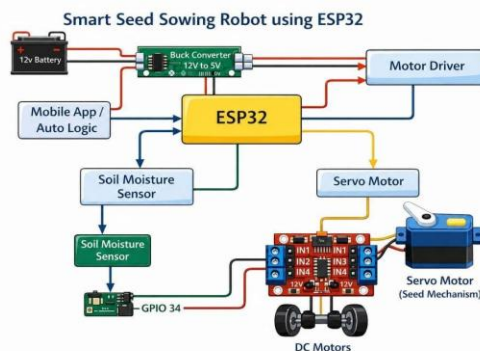 Smart Seed Sowing Robot using ESP32
12v Battery
Buck Converter
12V to 5V
Motor Driver
Mobile App /
Auto Logic
ESP32
Soil Moisture
Sensor
Servo Motor
Soil Moisture
Sensor
GPIO 34
IN1
IN2
IN4
IN1
IN3
IN4
12V
12V
Servo Motor
(Seed Mechanism)
DC Motors